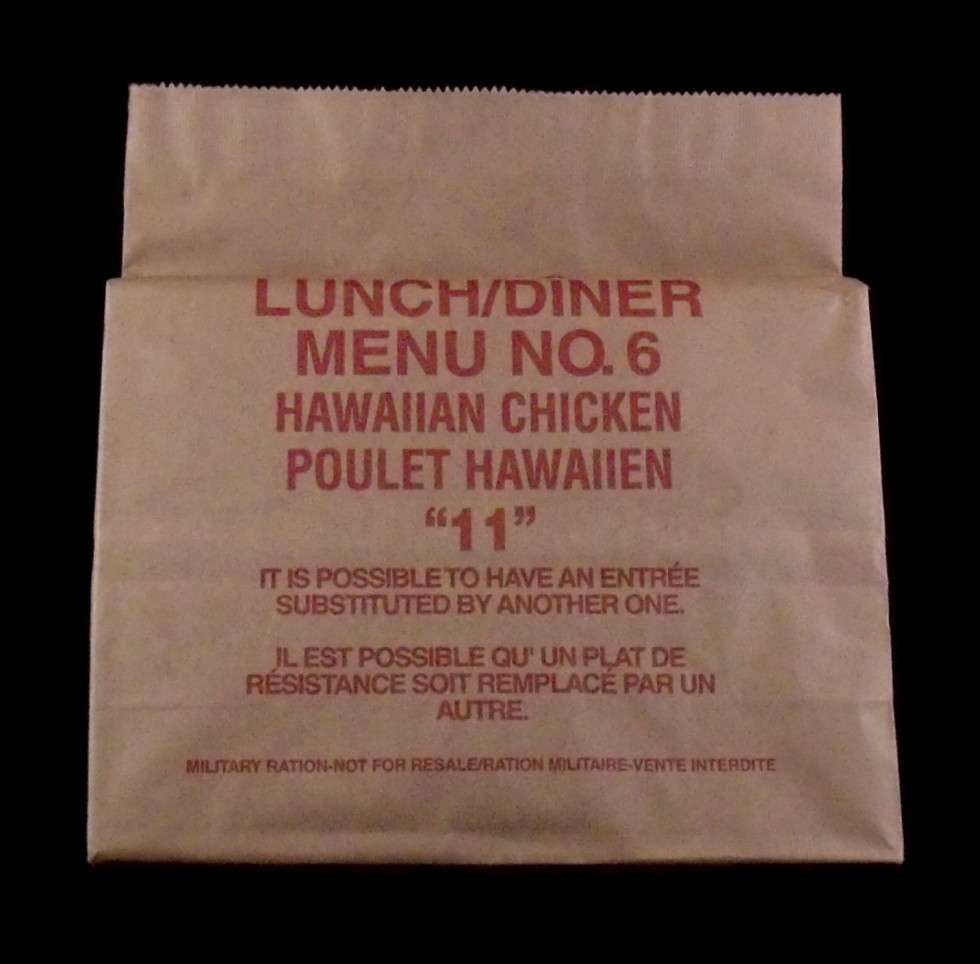 LUNCH/DÎNER
MENU NO. 6
HAWAIIAN CHICKEN
POULET HAWAIIEN
“11”
IT IS POSSIBLE TO HAVE AN ENTRÉE
SUBSTITUTED BY ANOTHER ONE.
IL EST POSSIBLE QU' UN PLAT DE
RÉSISTANCE SOIT REMPLACÉ PAR UN
AUTRE.
MILITARY RATION-NOT FOR RESALE/RATION MILITAIRE-VENTE INTERDITE